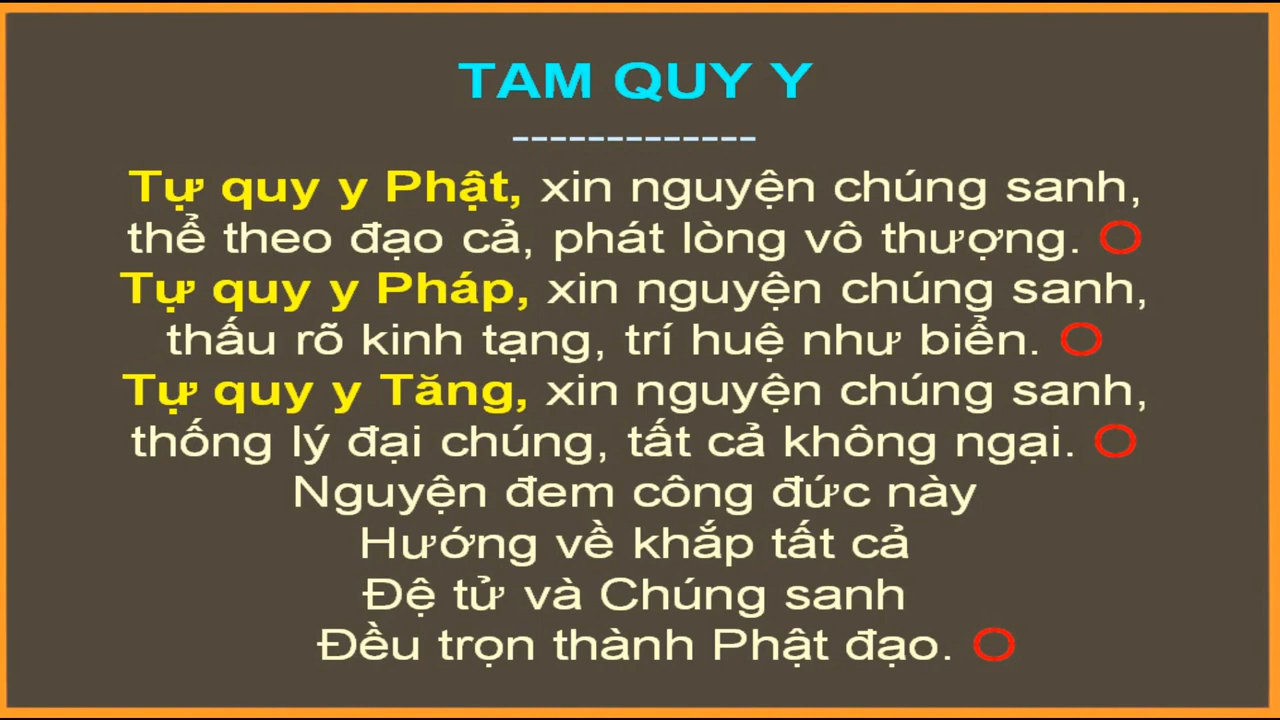 TAM QUY Y
-------------
Tự quy y Phật, xin nguyện chúng sanh,
thể theo đạo cả, phát lòng vô thượng. O
Tự quy y Pháp, xin nguyện chúng sanh,
thấu rõ kinh tạng, trí huệ như biển. O
Tự quy y Tăng, xin nguyện chúng sanh,
thống lý đại chúng, tất cả không ngại. O
Nguyện đem công đức này
Hướng về khắp tất cả
Đệ tử và Chúng sanh
Đều trọn thành Phật đạo. O